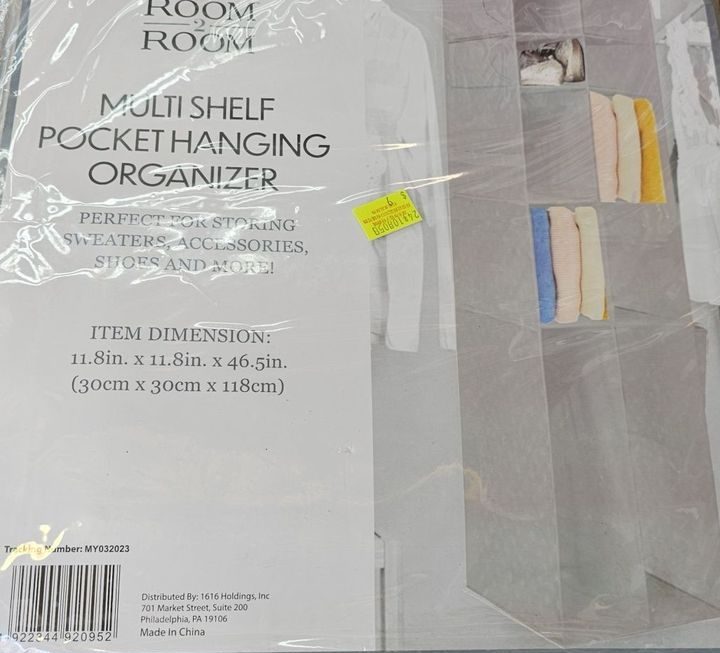 ROOM
2
ROOM
MULTI SHELF
POCKET HANGING
ORGANIZER
PERFECT FOR STORING
SWEATERS, ACCESSORIES,
SHOES AND MORE!
ITEM DIMENSION:
11.8in. x 11.8in. x 46.5in.
(30cm x 30cm x 118cm)
Tracking Number: MY032023
922344 920952
Distributed By: 1616 Holdings, Inc
701 Market Street, Suite 200
Philadelphia, PA 19106
Made In China